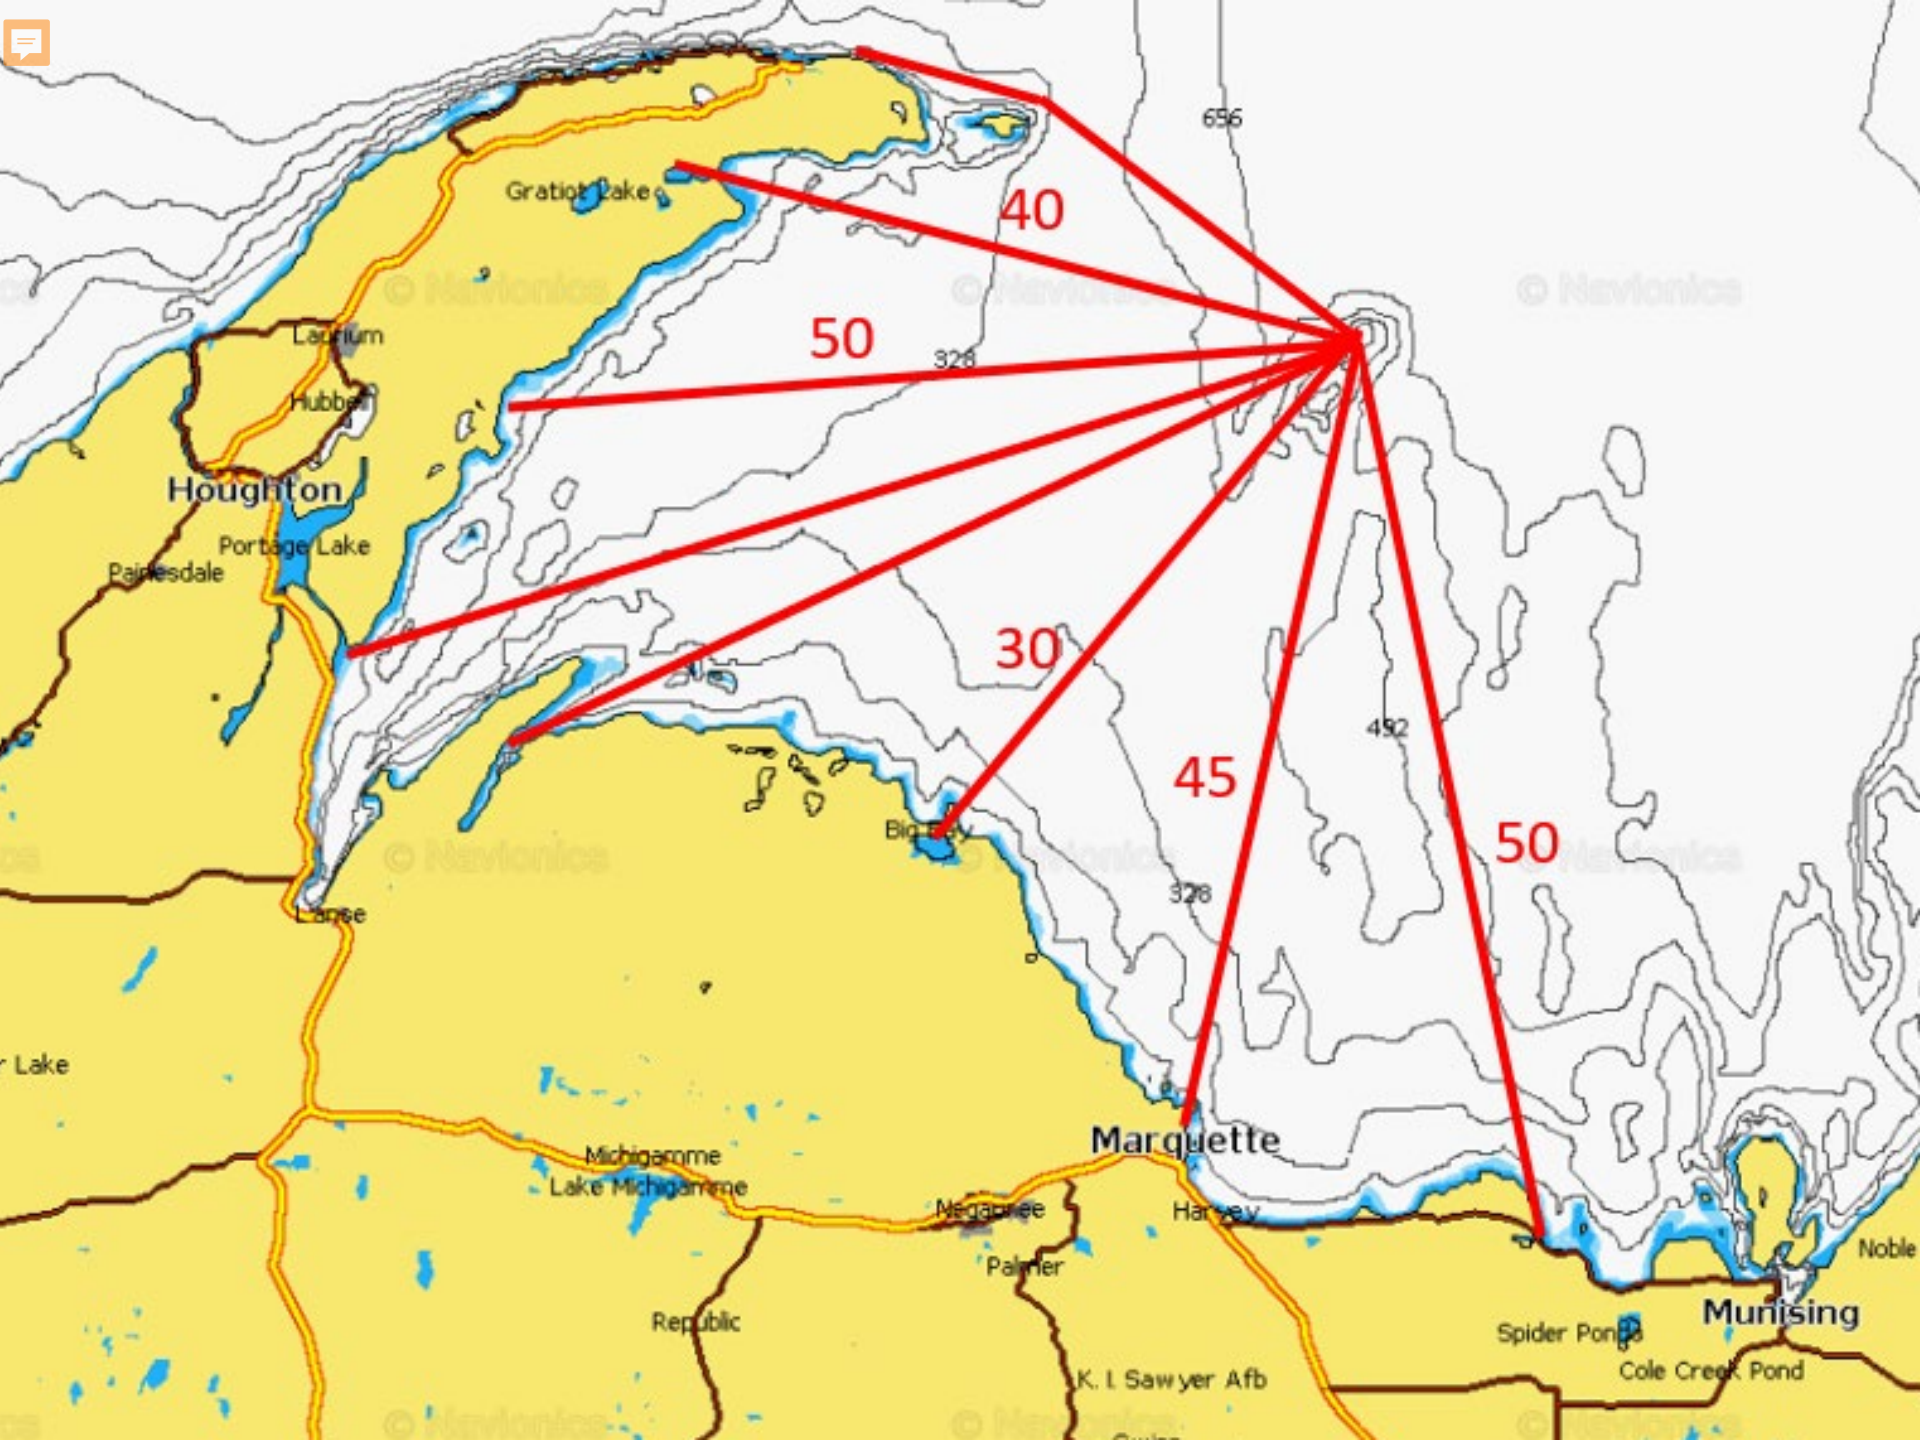 656
Gratiot Lake
40
© Navionics
© Navionics
© Navionics
Laurium
50
328
Hubbell
Houghton
Portage Lake
Painesdale
30
492
45
Big Bay
50
© Navionics
© Navionics
© Navionics
328
L'anse
r Lake
Marquette
Michigamme
Lake Michigamme
Negaunee
Harvey
Noble
Palmer
Munising
Republic
Spider Ponds
Cole Creek Pond
K. I. Sawyer Afb
© Navionics
© Navionics
© Navionics